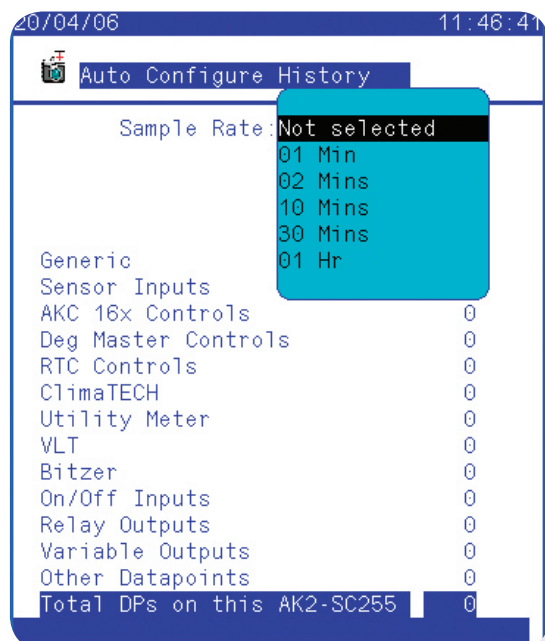 20/04/06 11:46:41
Auto Configure History
Sample Rate:Not selected
01 Min
02 Mins
10 Mins
30 Mins
01 Hr
Generic
Sensor Inputs
AKC 16x Controls 0
Deg Master Controls 0
RTC Controls 0
ClimaTECH 0
Utility Meter 0
VLT 0
Bitzer 0
On/Off Inputs 0
Relay Outputs 0
Variable Outputs 0
Other Datapoints 0
Total DPs on this AK2-SC255 0